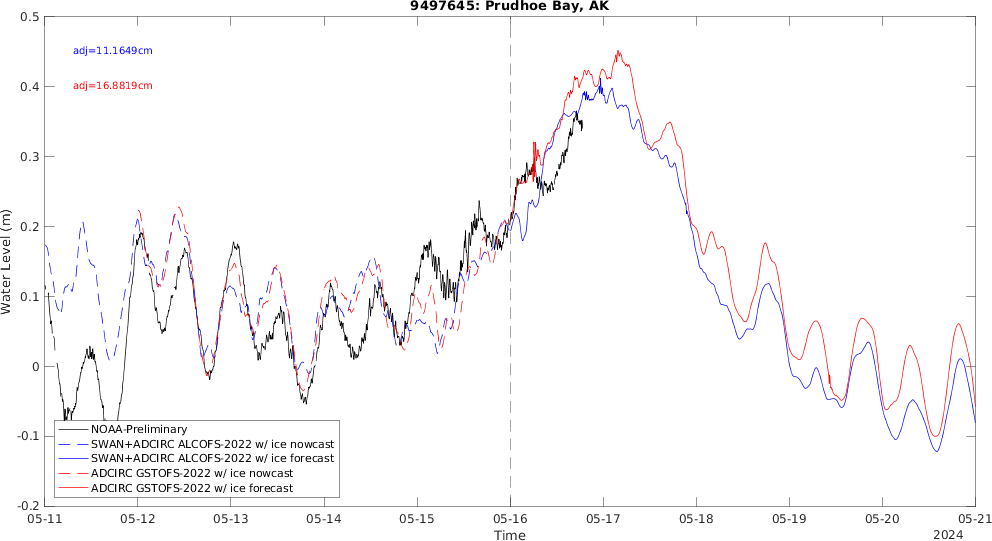 9497645: Prudhoe Bay, AK
0.5
adj=11.1649cm
adj=16.8819cm
0.4
0.3
0.2
0.1
0
-0.1
-0.2
Water Level (m)
NOAA-Preliminary
SWAN+ADCIRC ALCOFS-2022 w/ ice nowcast
SWAN+ADCIRC ALCOFS-2022 w/ ice forecast
ADCIRC GSTOFS-2022 w/ ice nowcast
ADCIRC GSTOFS-2022 w/ ice forecast
05-11 05-12 05-13 05-14 05-15 05-16 05-17 05-18 05-19 05-20 05-21
Time
2024